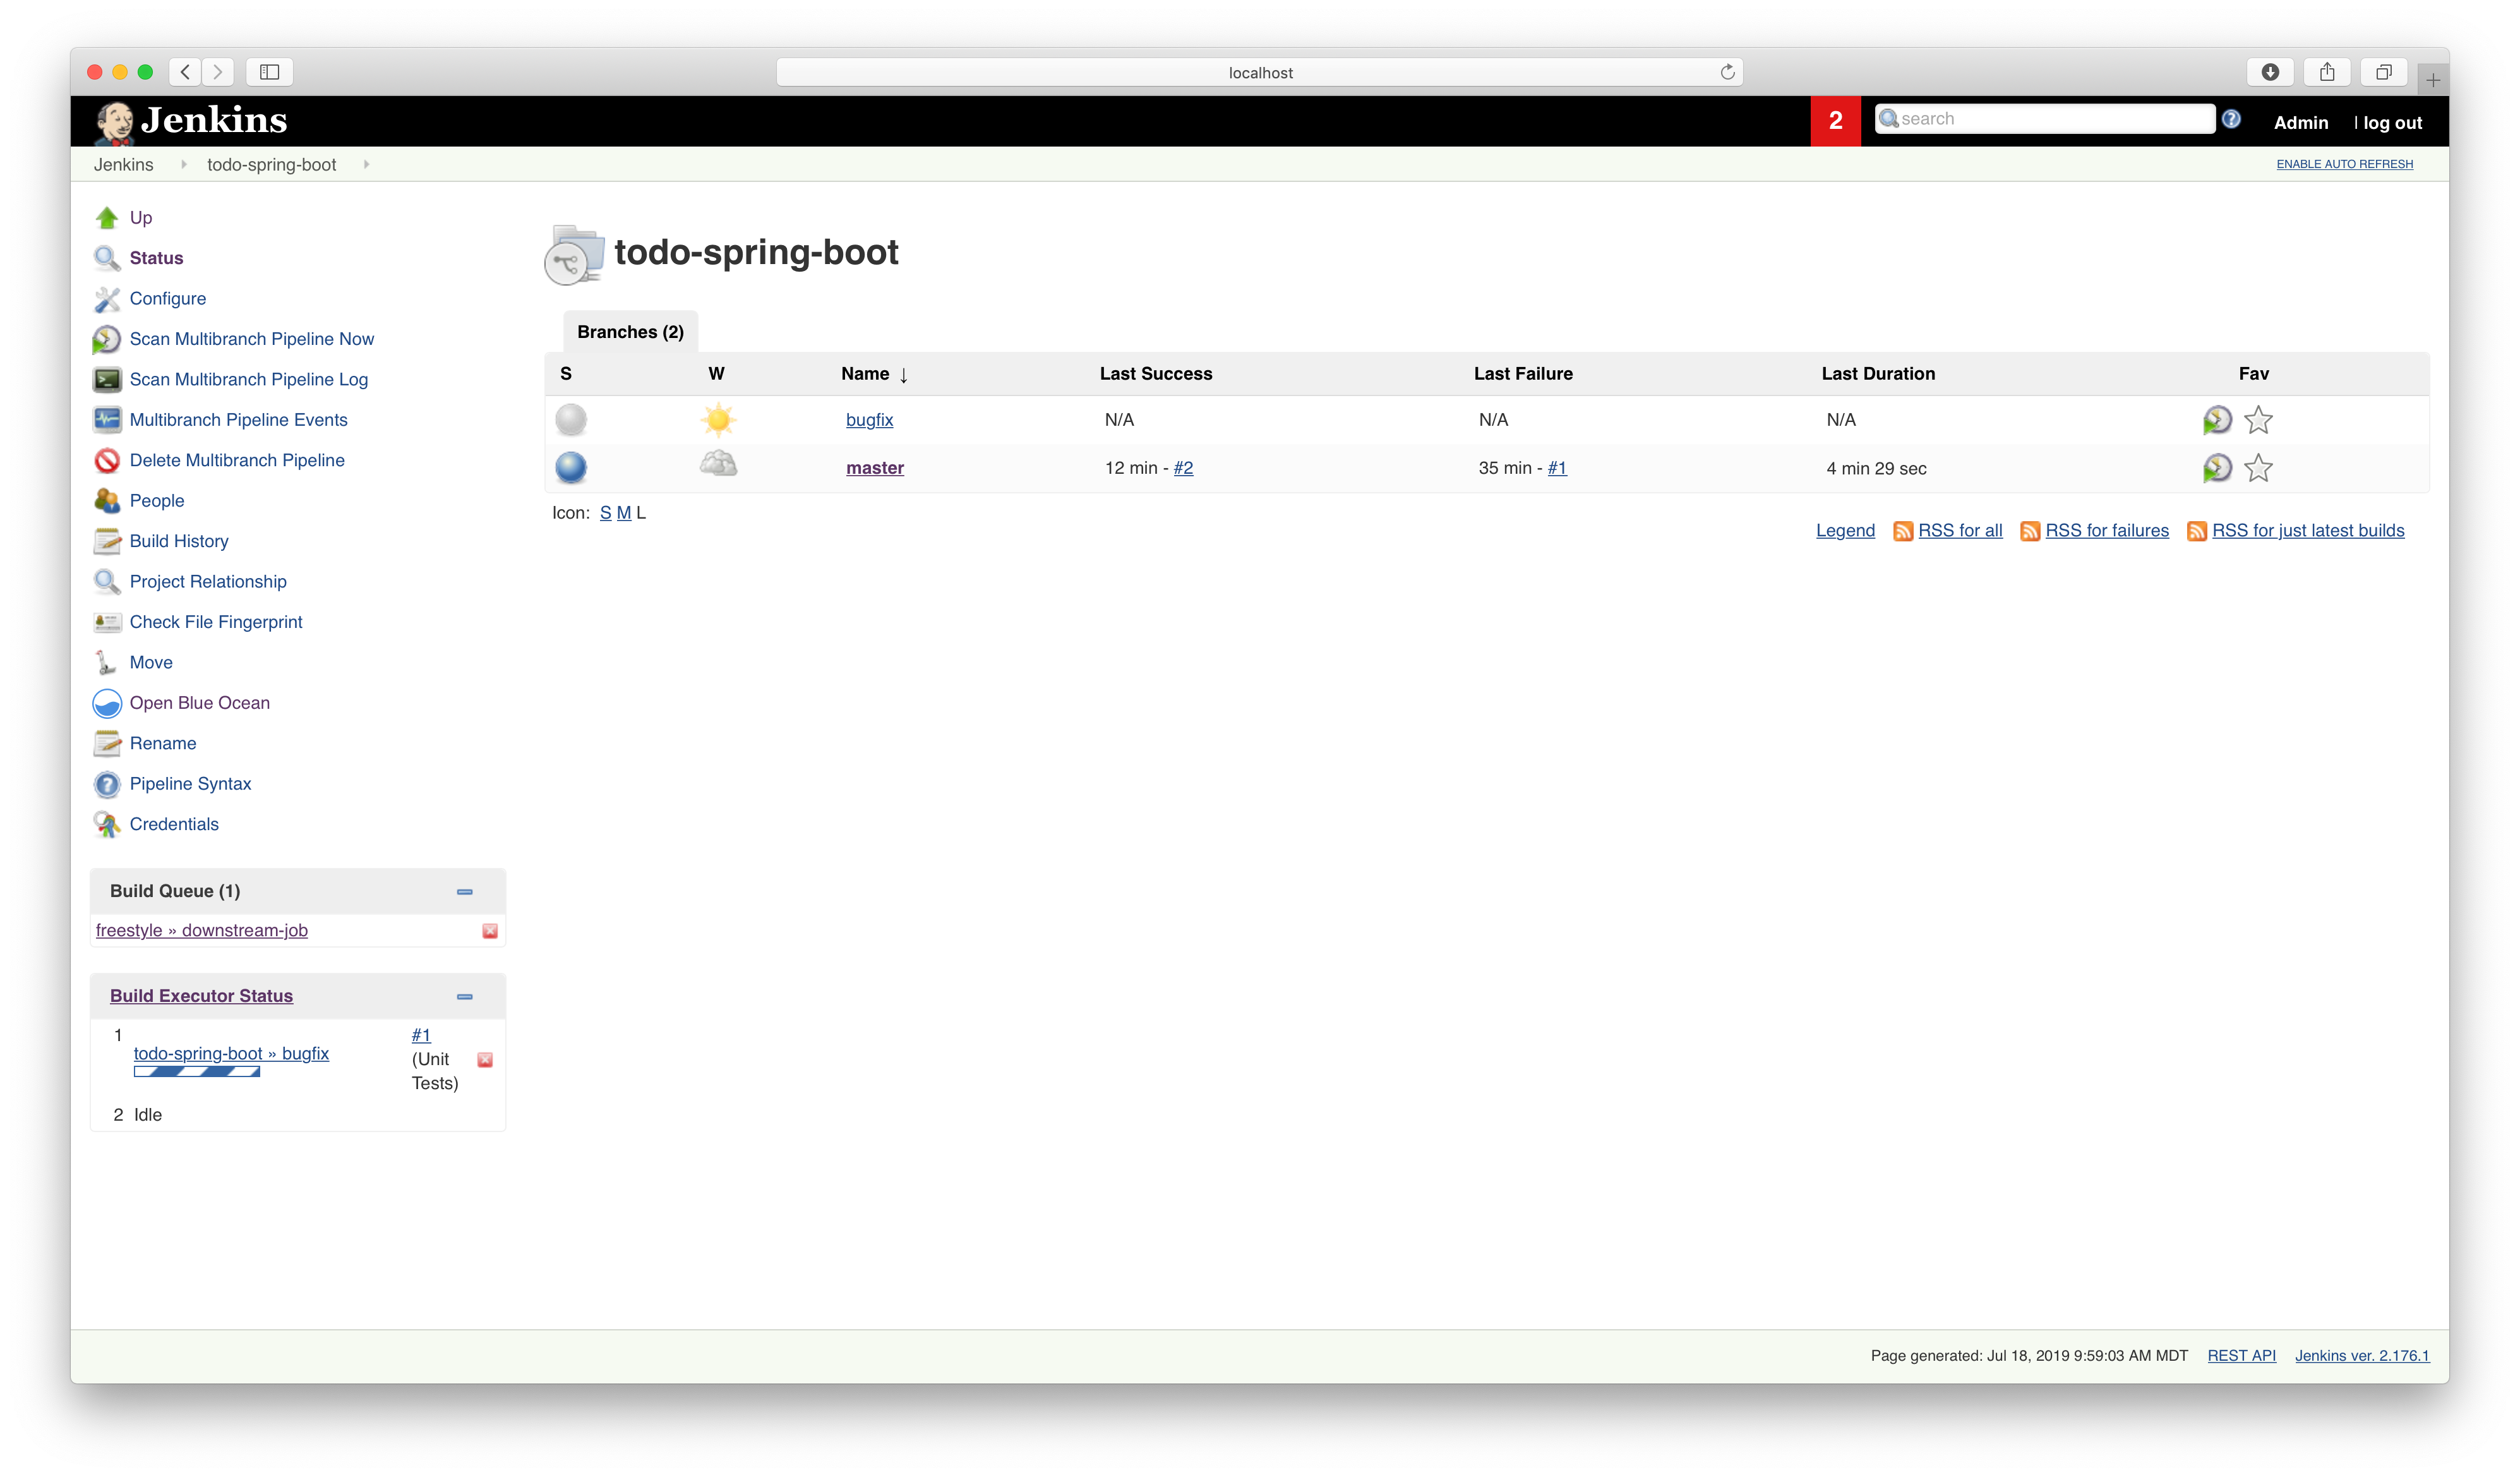 localhost
Jenkins
2
search
Admin
| log out
Jenkins
todo-spring-boot
ENABLE AUTO REFRESH
Up
Status
Configure
Scan Multibranch Pipeline Now
Scan Multibranch Pipeline Log
Multibranch Pipeline Events
Delete Multibranch Pipeline
People
Build History
Project Relationship
Check File Fingerprint
Move
Open Blue Ocean
Rename
Pipeline Syntax
Credentials
Build Queue (1)
freestyle » downstream-job
Build Executor Status
1
todo-spring-boot » bugfix
#1
(Unit
Tests)
2 Idle
todo-spring-boot
Branches (2)
S W Name ↓ Last Success Last Failure Last Duration Fav
bugfix N/A N/A N/A
master 12 min - #2 35 min - #1 4 min 29 sec
Icon: S M L
Legend RSS for all RSS for failures RSS for just latest builds
Page generated: Jul 18, 2019 9:59:03 AM MDT REST API Jenkins ver. 2.176.1